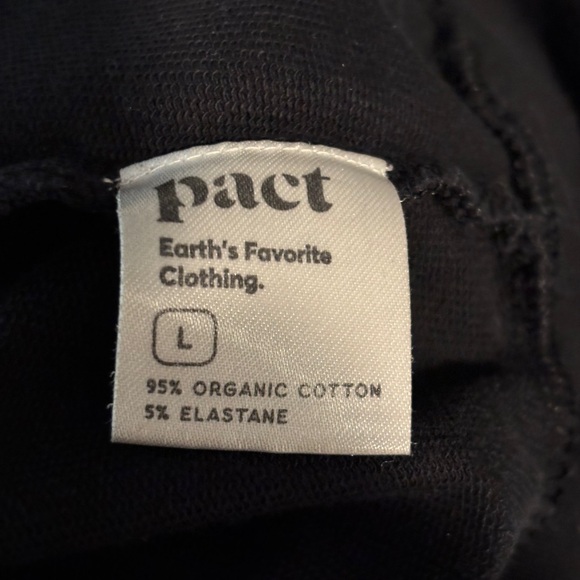 pact
Earth's Favorite
Clothing.
L
95% ORGANIC COTTON
5% ELASTANE